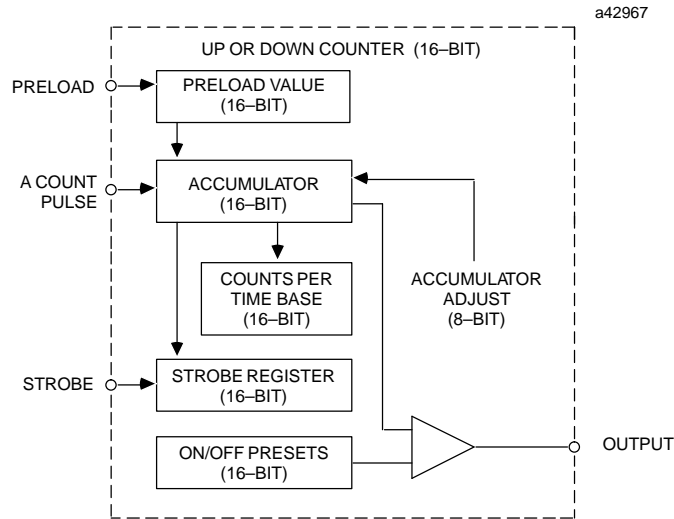 a42967
UP OR DOWN COUNTER (16–BIT)
PRELOAD
PRELOAD VALUE
(16–BIT)
A COUNT
PULSE
ACCUMULATOR
(16–BIT)
COUNTS PER
TIME BASE
(16–BIT)
ACCUMULATOR
ADJUST
(8–BIT)
STROBE
STROBE REGISTER
(16–BIT)
ON/OFF PRESETS
(16–BIT)
OUTPUT